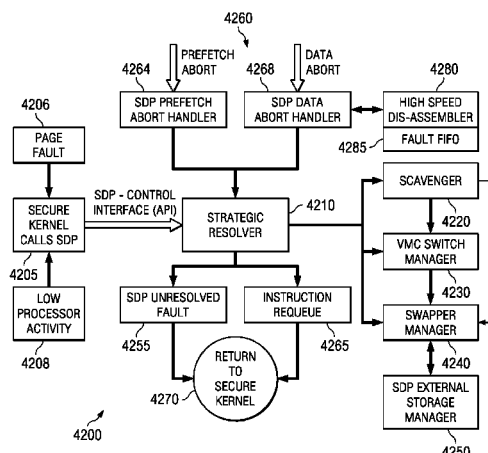 4260
PREFETCH
ABORT
DATA
ABORT
4264
4268
4280
SDP PREFETCH
ABORT HANDLER
SDP DATA
ABORT HANDLER
HIGH SPEED
DIS-ASSEMBLER
4285
FAULT FIFO
4206
PAGE
FAULT
SDP - CONTROL
INTERFACE (API)
4210
SCAVENGER
4220
SECURE
KERNEL
CALLS SDP
4205
STRATEGIC
RESOLVER
VMC SWITCH
MANAGER
4230
LOW
PROCESSOR
ACTIVITY
4208
SDP UNRESOLVED
FAULT
4255
INSTRUCTION
REQUEUE
4265
SWAPPER
MANAGER
4240
RETURN
TO
SECURE
KERNEL
4270
SDP EXTERNAL
STORAGE
MANAGER
4250
4200